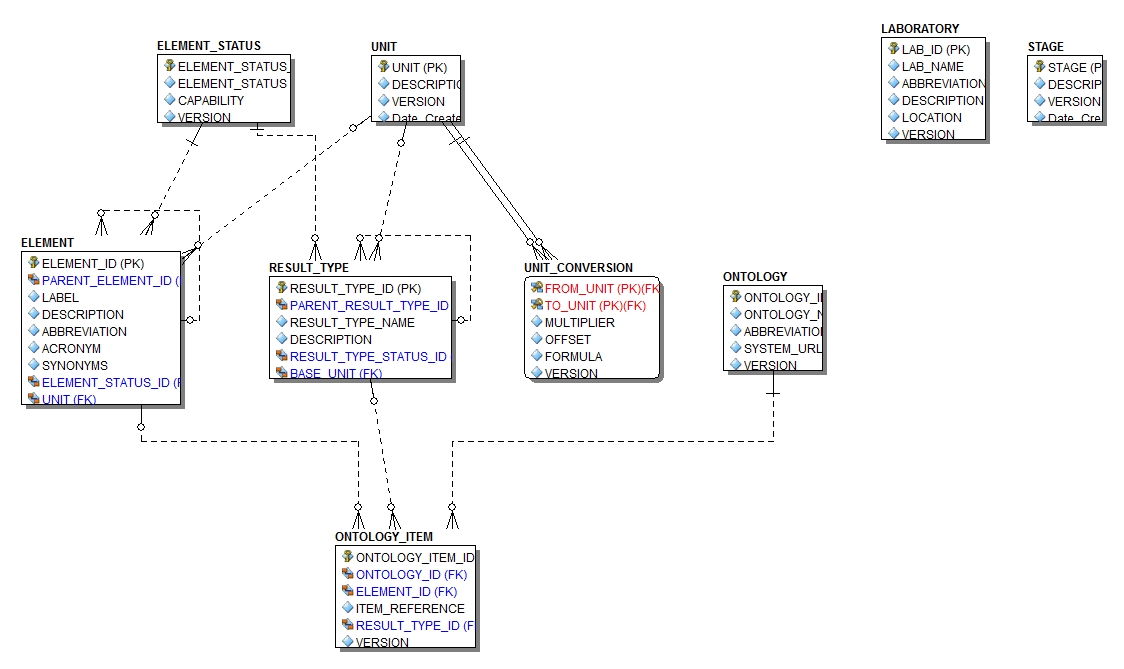 ELEMENT_STATUS
ELEMENT_STATUS_
ELEMENT_STATUS
CAPABILITY
VERSION
UNIT
UNIT (PK)
DESCRIPTIC
VERSION
Date_Create
LABORATORY
LAB_ID (PK)
LAB_NAME
ABBREVIATION
DESCRIPTION
LOCATION
VERSION
STAGE
STAGE (P
DESCRIP
VERSION
Date_Cre
ELEMENT
ELEMENT_ID (PK)
PARENT_ELEMENT_ID (
LABEL
DESCRIPTION
ABBREVIATION
ACRONYM
SYNONYMS
ELEMENT_STATUS_ID (F
UNIT (FK)
RESULT_TYPE
RESULT_TYPE_ID (PK)
PARENT_RESULT_TYPE_ID
RESULT_TYPE_NAME
DESCRIPTION
RESULT_TYPE_STATUS_ID
BASE_UNIT (FK)
UNIT_CONVERSION
FROM_UNIT (PK)(FK
TO_UNIT (PK)(FK)
MULTIPLIER
OFFSET
FORMULA
VERSION
ONTOLOGY
ONTOLOGY_I
ONTOLOGY_N
ABBREVIATIO
SYSTEM_URL
VERSION
ONTOLOGY_ITEM
ONTOLOGY_ITEM_ID
ONTOLOGY_ID (FK)
ELEMENT_ID (FK)
ITEM_REFERENCE
RESULT_TYPE_ID (F
VERSION